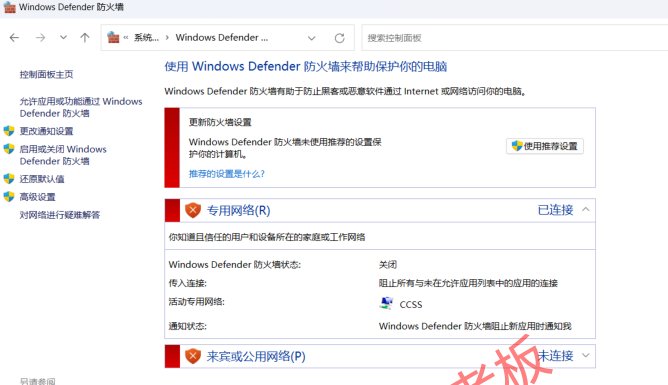 Windows Defender 防火墙
« 系统... › Windows Defender ...
搜索控制面板
控制面板主页
允许应用或功能通过 Windows
Defender 防火墙
更改通知设置
启用或关闭 Windows
Defender 防火墙
还原默认值
高级设置
对网络进行疑难解答
另请参阅
使用 Windows Defender 防火墙来帮助保护你的电脑
Windows Defender 防火墙有助于防止黑客或恶意软件通过 Internet 或网络访问你的电脑。
更新防火墙设置
Windows Defender 防火墙未使用推荐的设置保
护你的计算机。
使用推荐设置
推荐的设置是什么?
专用网络(R) 已连接
你知道且信任的用户和设备所在的家庭或工作网络
Windows Defender 防火墙状态: 关闭
传入连接: 阻止所有与未在允许应用列表中的应用的连接
活动专用网络: CCSS
通知状态: Windows Defender 防火墙阻止新应用时通知我
来宾或公用网络(P) 未连接
老板